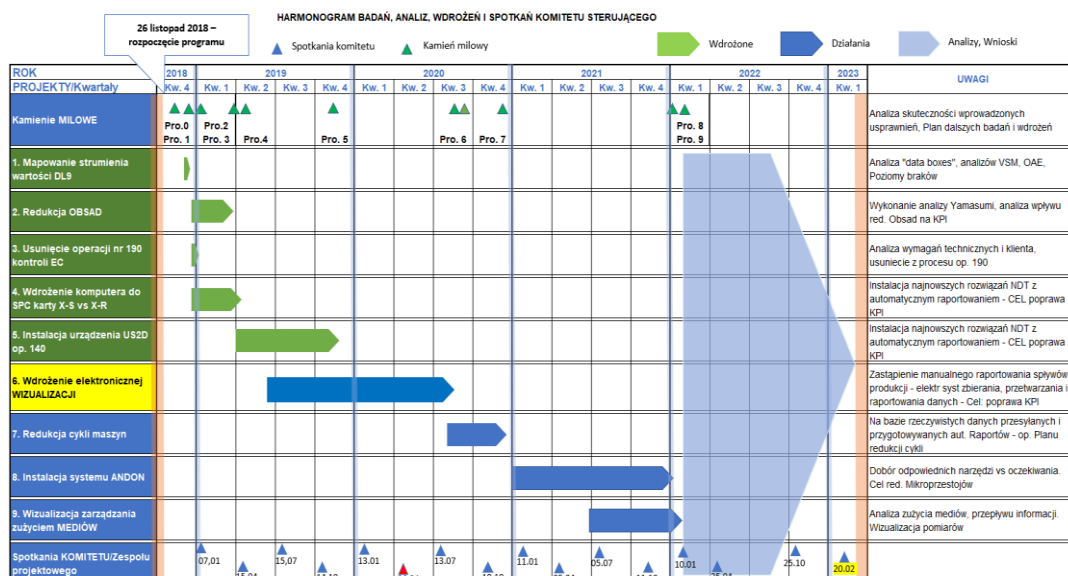 HARMONOGRAM BADAŃ, ANALIZ, WDROŻEŃ I SPOTKAŃ KOMITETU STERUJĄCEGO
26 listopad 2018 –
rozpoczęcie programu
Spotkania komitetu
Kamień milowy
Wdrożone
Działania
Analizy, Wnioski
ROK 2018 2019 2020 2021 2022 2023 UWAGI
PROJEKTY/Kwartały Kw. 4 Kw. 1 Kw. 2 Kw. 3 Kw. 4 Kw. 1 Kw. 2 Kw. 3 Kw. 4 Kw. 1 Kw. 2 Kw. 3 Kw. 4 Kw. 1 Kw. 2 Kw. 3 Kw. 4 Kw. 1
Kamienie MILOWE
Pro.0 Pro.2 Pro. 8
Pro. 1 Pro. 3 Pro.4 Pro. 5 Pro. 6 Pro. 7 Pro. 9
Analiza skuteczności wprowadzonych
usprawnień, Plan dalszych badań i wdrożeń
1. Mapowanie strumienia
wartości DL9
Analiza "data boxes", analizów VSM, OAE,
Poziomy braków
2. Redukcja OBSAD
Wykonanie analizy Yamasumi, analiza wpływu
red. Obsad na KPI
3. Usunięcie operacji nr 190
kontroli EC
Analiza wymagań technicznych i klienta,
usuniecie z procesu op. 190
4. Wdrożenie komputera do
SPC karty X-S vs X-R
Instalacja najnowszych rozwiązań NDT z
automatycznym raportowaniem - CEL poprawa
KPI
5. Instalacja urządzenia US2D
op. 140
Instalacja najnowszych rozwiązań NDT z
automatycznym raportowaniem - CEL poprawa
KPI
6. Wdrożenie elektronicznej
WIZUALIZACJI
Zastąpienie manualnego raportowania spływów
produkcji - elektr syst zbierania, przetwarzania i
raportowania danych - Cel: poprawa KPI
7. Redukcja cykli maszyn
Na bazie rzeczywistych danych przesyłanych i
przygotowywanych aut. Raportów - op. Planu
redukcji cykli
8. Instalacja systemu ANDON
Dobór odpowiednich narzędzi vs oczekiwania.
Cel red. Mikroprzestojów
9. Wizualizacja zarządzania
zużyciem MEDIÓW
Analiza zużycia mediów, przepływu informacji.
Wizualizacja pomiarów
Spotkania KOMITETU/Zespołu
projektowego
07,01 15,07 13.01 13.07 11.01 05.07 10.01 25.10 20.02